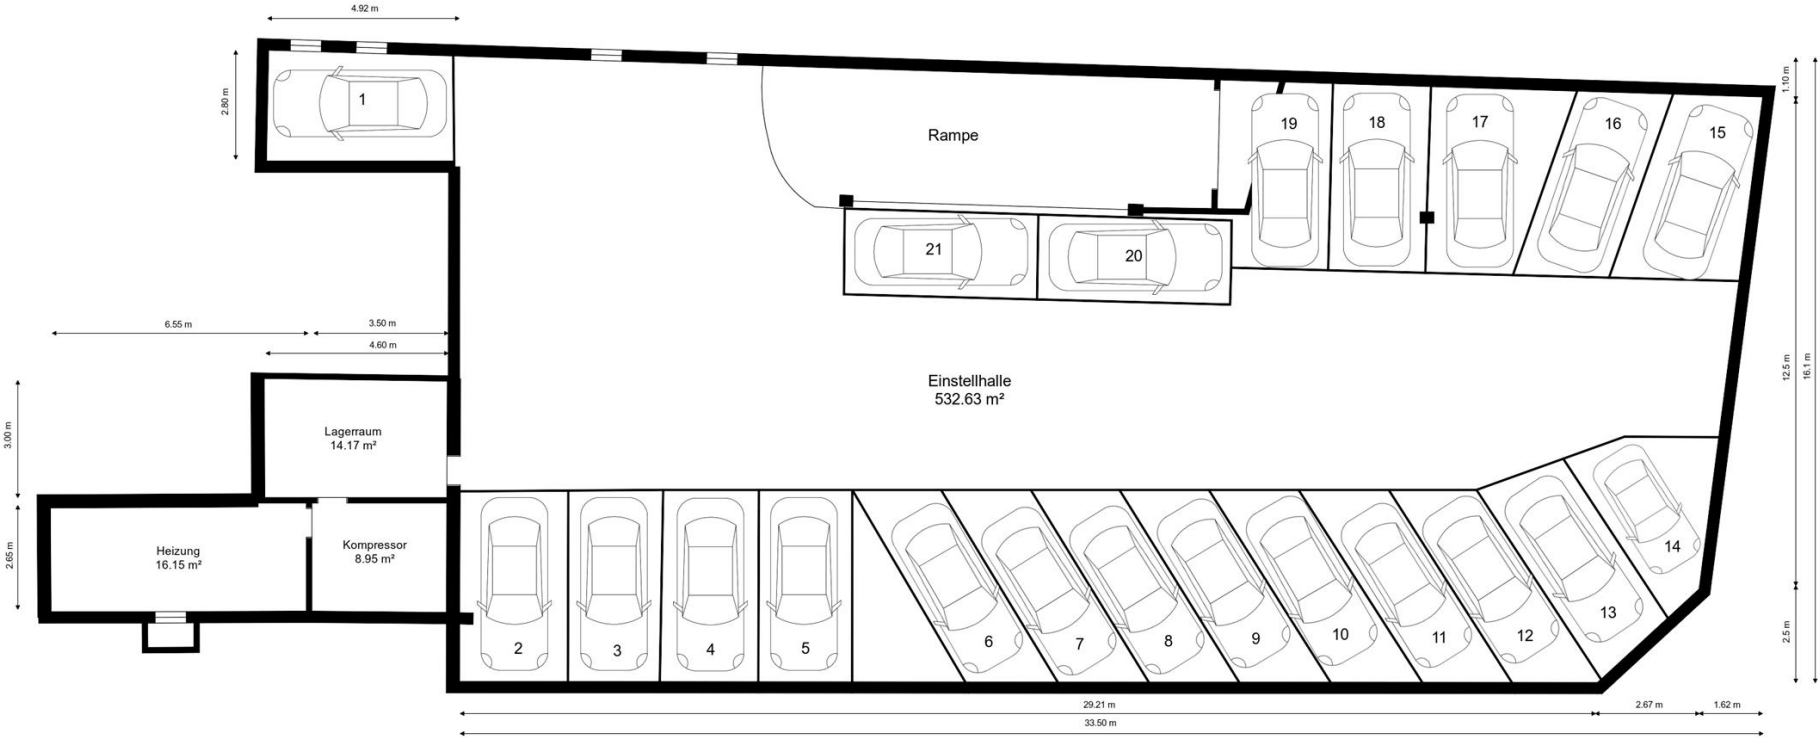 4.92 m
2.80 m
1
Rampe
19
18
17
16
15
1.10 m
21
20
6.55 m
3.50 m
4.60 m
Einstellhalle
532.63 m²
12.5 m
16.1 m
3.00 m
Lagerraum
14.17 m²
2.65 m
Heizung
16.15 m²
Kompressor
8.95 m²
2
3
4
5
6
7
8
9
10
11
12
13
14
2.5 m
29.21 m
2.67 m
1.62 m
33.50 m